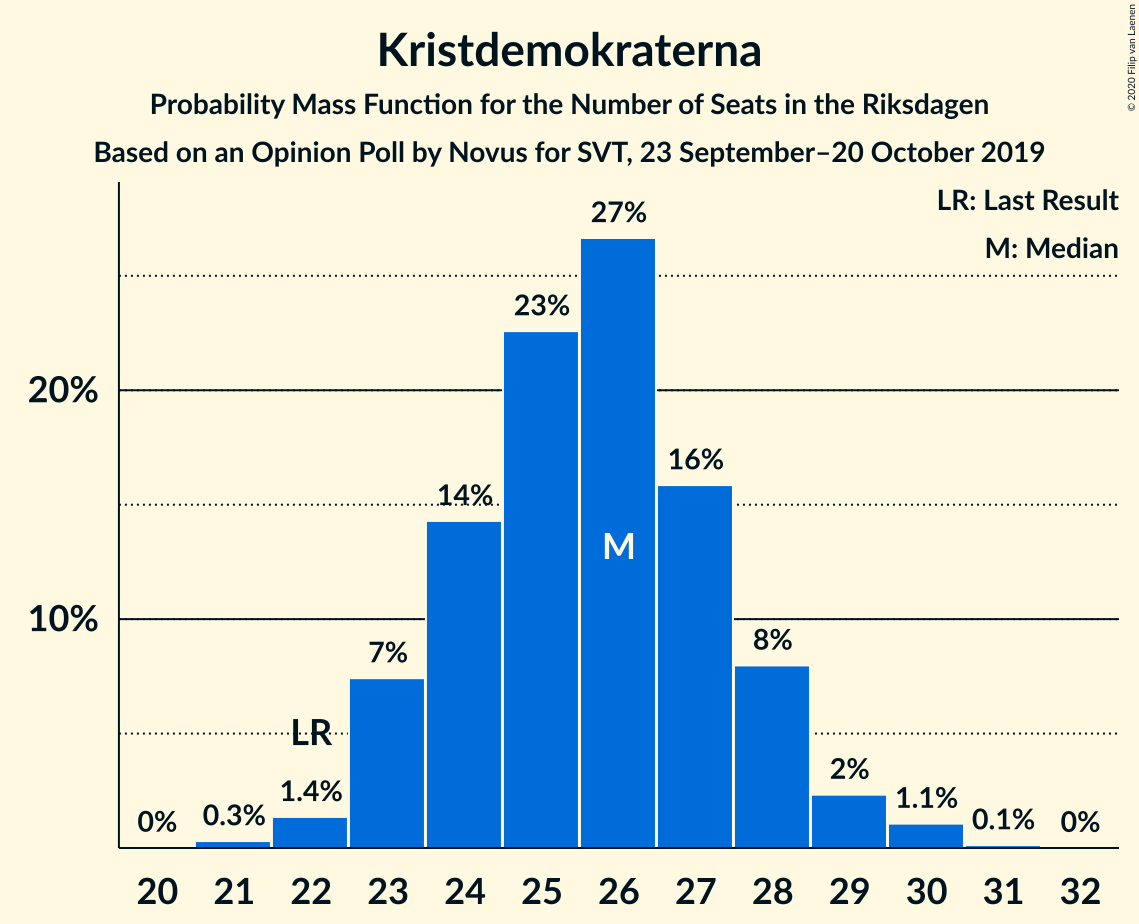 Kristdemokraterna
Probability Mass Function for the Number of Seats in the Riksdagen
Based on an Opinion Poll by Novus for SVT, 23 September–20 October 2019
© 2020 Filip van Laenen
LR: Last Result
M: Median
20%
10%
0%
0.3%
1.4%
LR
7%
14%
23%
27%
M
16%
8%
2%
1.1%
0.1%
0%
20 21 22 23 24 25 26 27 28 29 30 31 32